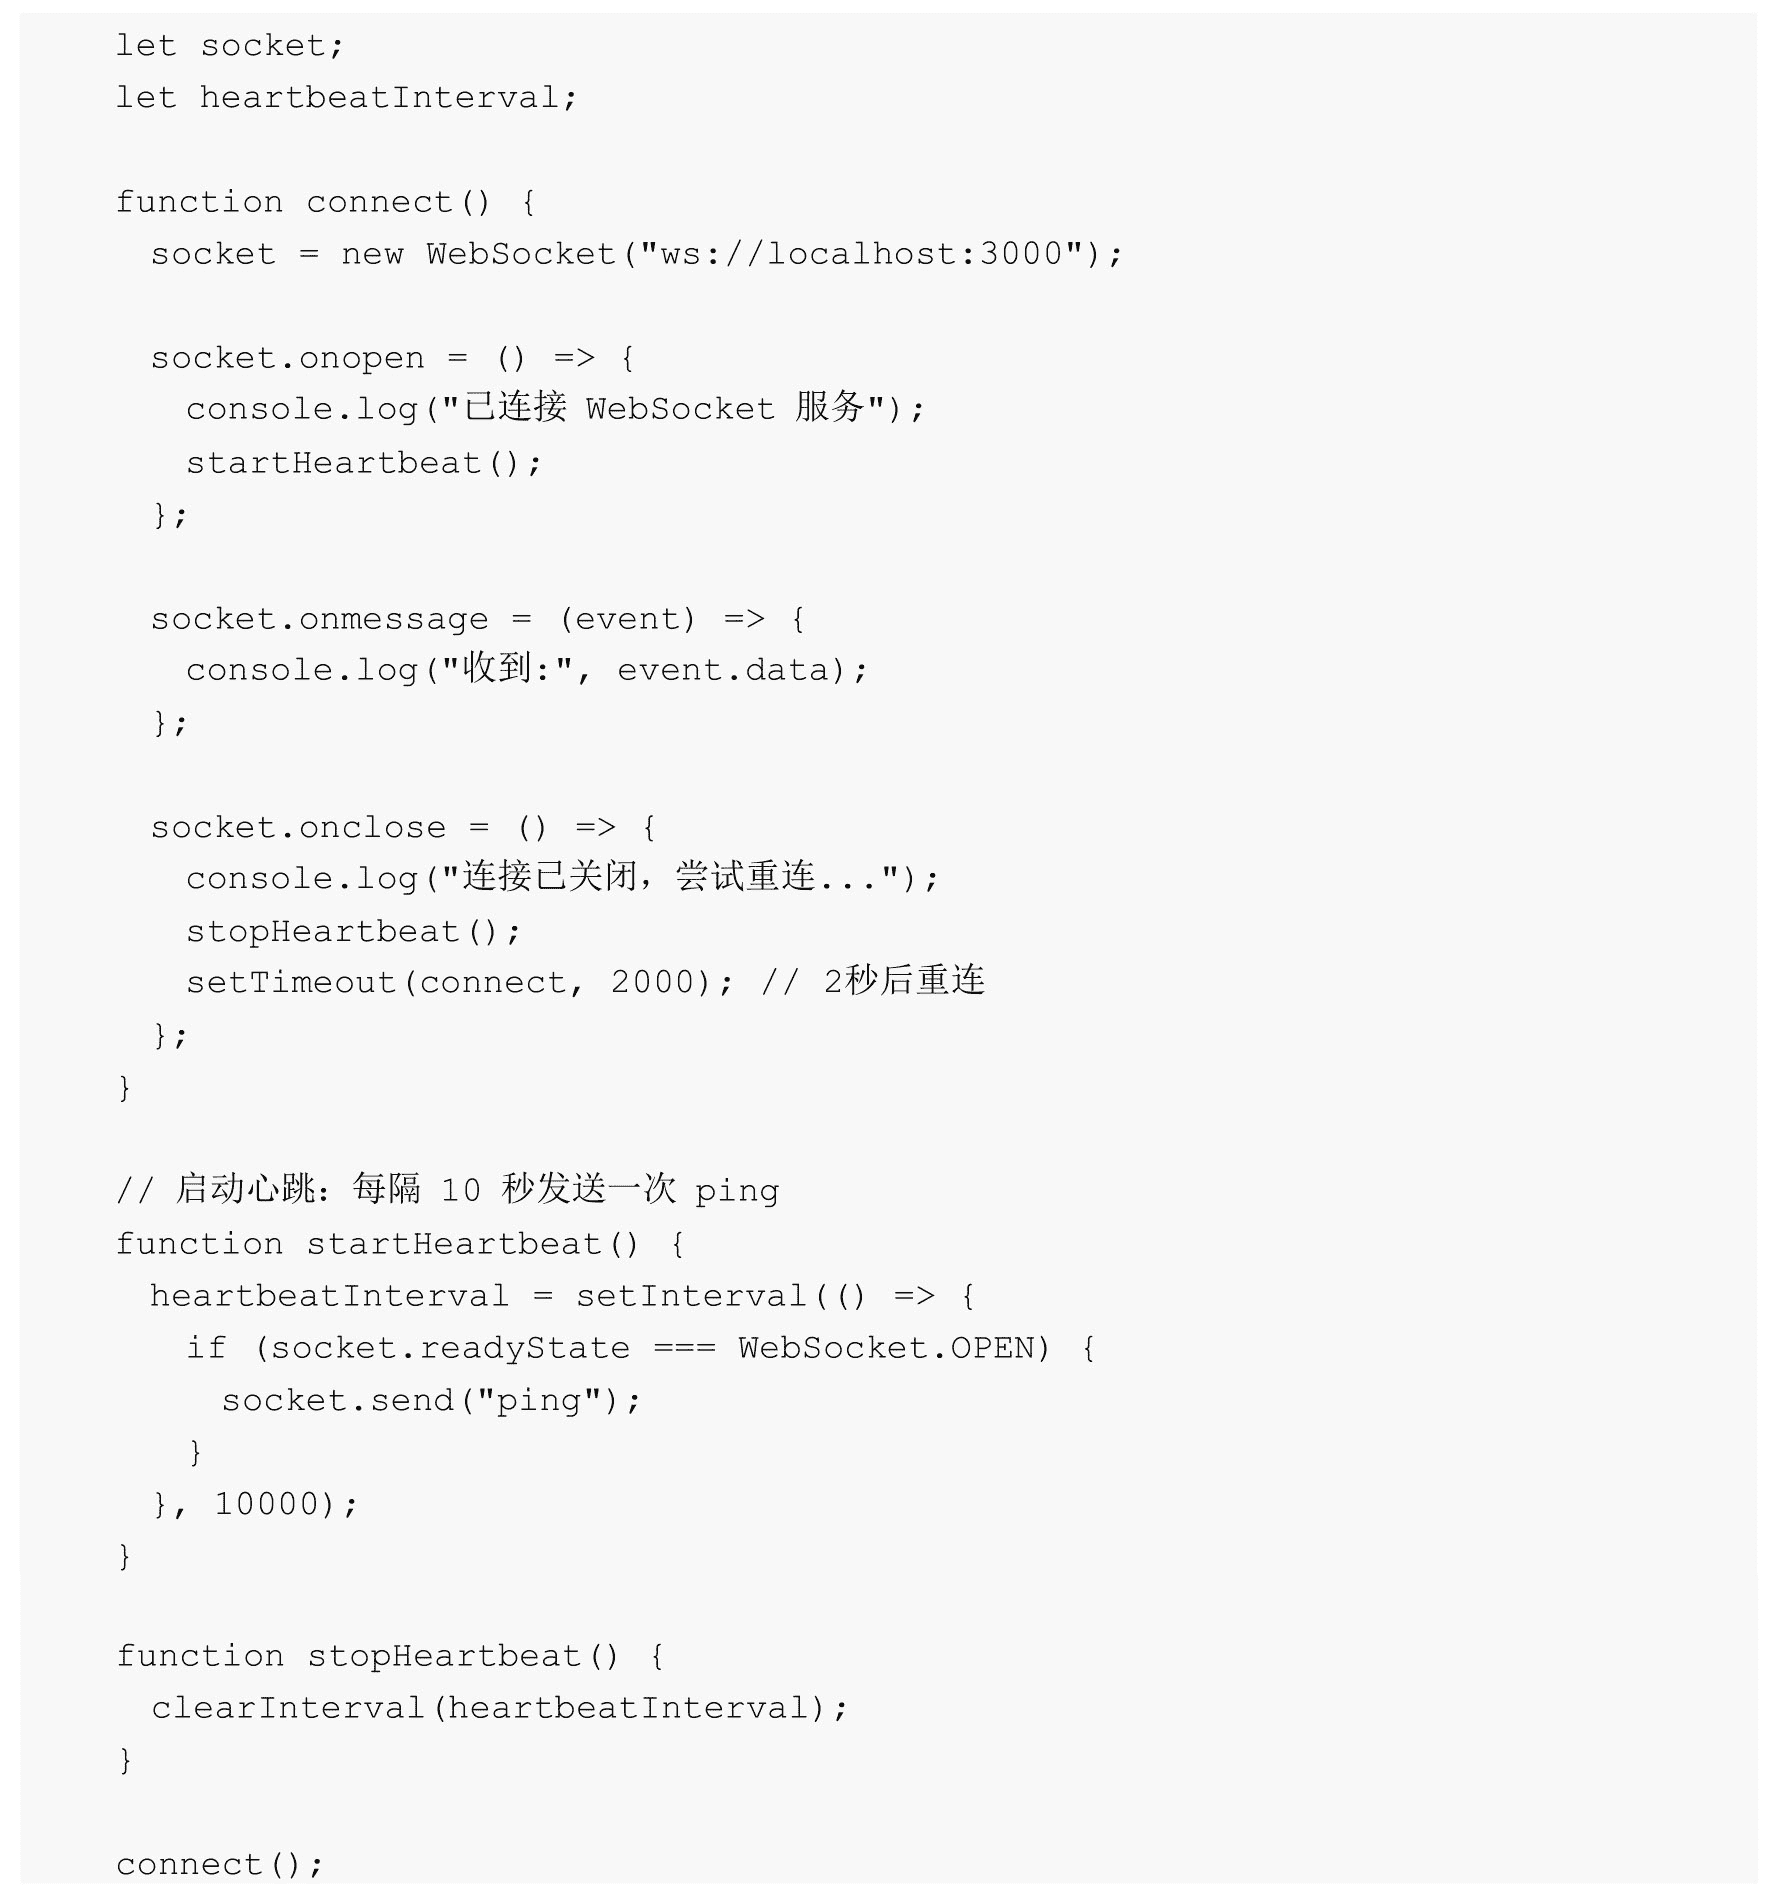 let socket;
let heartbeatInterval;

function connect() {
  socket = new WebSocket("ws://localhost:3000");

  socket.onopen = () => {
    console.log("已连接 WebSocket 服务");
    startHeartbeat();
  };

  socket.onmessage = (event) => {
    console.log("收到:", event.data);
  };

  socket.onclose = () => {
    console.log("连接已关闭，尝试重连...");
    stopHeartbeat();
    setTimeout(connect, 2000); // 2秒后重连
  };
}

// 启动心跳：每隔 10 秒发送一次 ping
function startHeartbeat() {
  heartbeatInterval = setInterval(() => {
    if (socket.readyState === WebSocket.OPEN) {
      socket.send("ping");
    }
  }, 10000);
}

function stopHeartbeat() {
  clearInterval(heartbeatInterval);
}

connect();